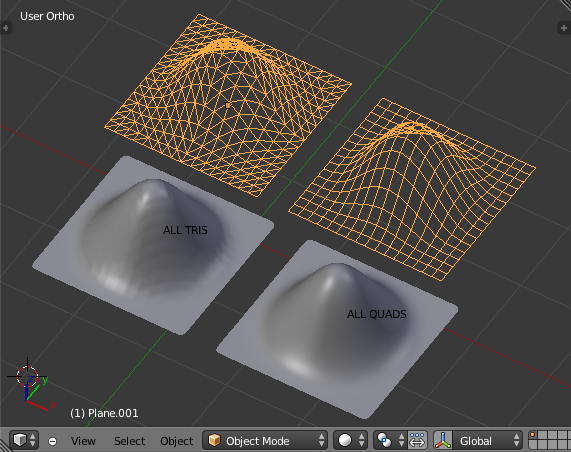 User Ortho
ALL TRIS
ALL QUADS
y
(1) Plane.001
View Select Object Object Mode Global